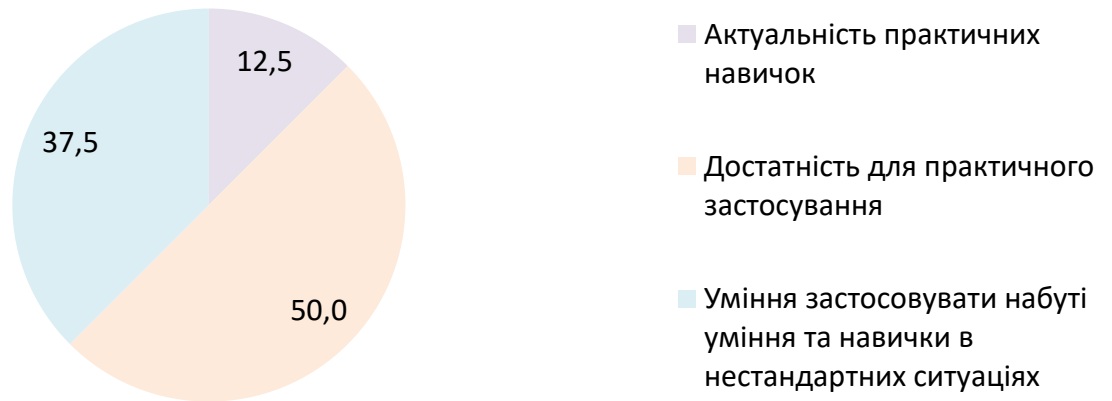 12,5
37,5
50,0
Актуальність практичних
навичок
Достатність для практичного
застосування
Уміння застосовувати набуті
уміння та навички в
нестандартних ситуаціях